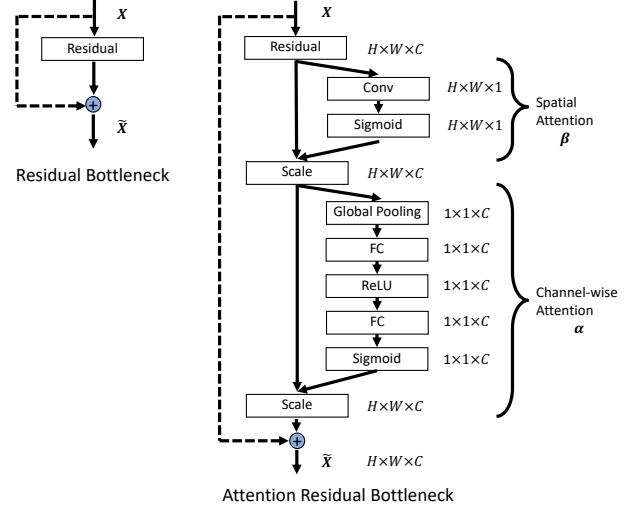 X
Residual
+
X̃
Residual Bottleneck
X
Residual H×W×C
Conv H×W×1
Sigmoid H×W×1
Spatial
Attention
β
Scale H×W×C
Global Pooling 1×1×C
FC 1×1×C
ReLU 1×1×C
FC 1×1×C
Sigmoid 1×1×C
Channel-wise
Attention
α
Scale H×W×C
+
X̃ H×W×C
Attention Residual Bottleneck